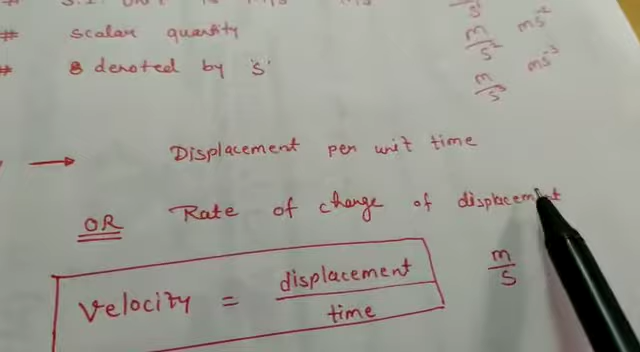 # S.I. Unit
s
# scalar quantity
m/s² ms⁻²
# denoted by 'S'
m/s³ ms⁻³
→ Displacement per unit time
OR Rate of change of displacement
Velocity = displacement/time
m/s